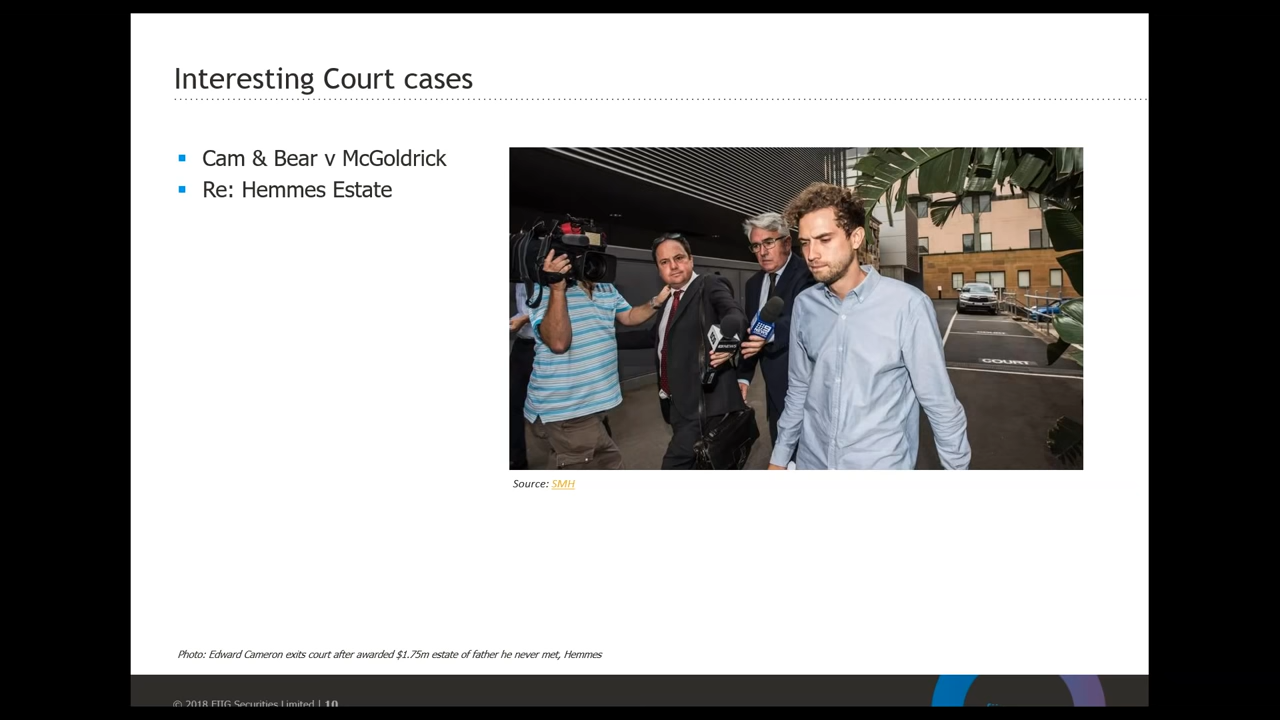 Interesting Court cases
Cam & Bear v McGoldrick
Re: Hemmes Estate
COURT
Source: SMH
Photo: Edward Cameron exits court after awarded $1.75m estate of father he never met, Hemmes
© 2018 FIIG Securities Limited | 10